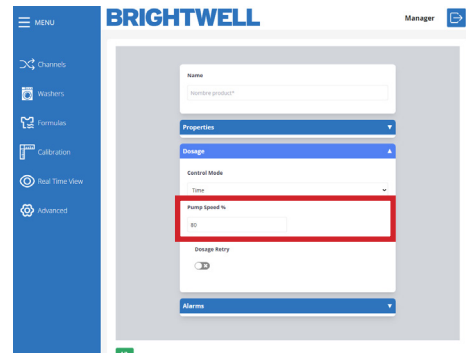 MENU
BRIGHTWELL
Manager
Channels
Washers
Formulas
Calibration
Real Time View
Advanced
Name
Nombre product*
Properties
Dosage
Control Mode
Time
Pump Speed %
80
Dosage Retry
Alarms